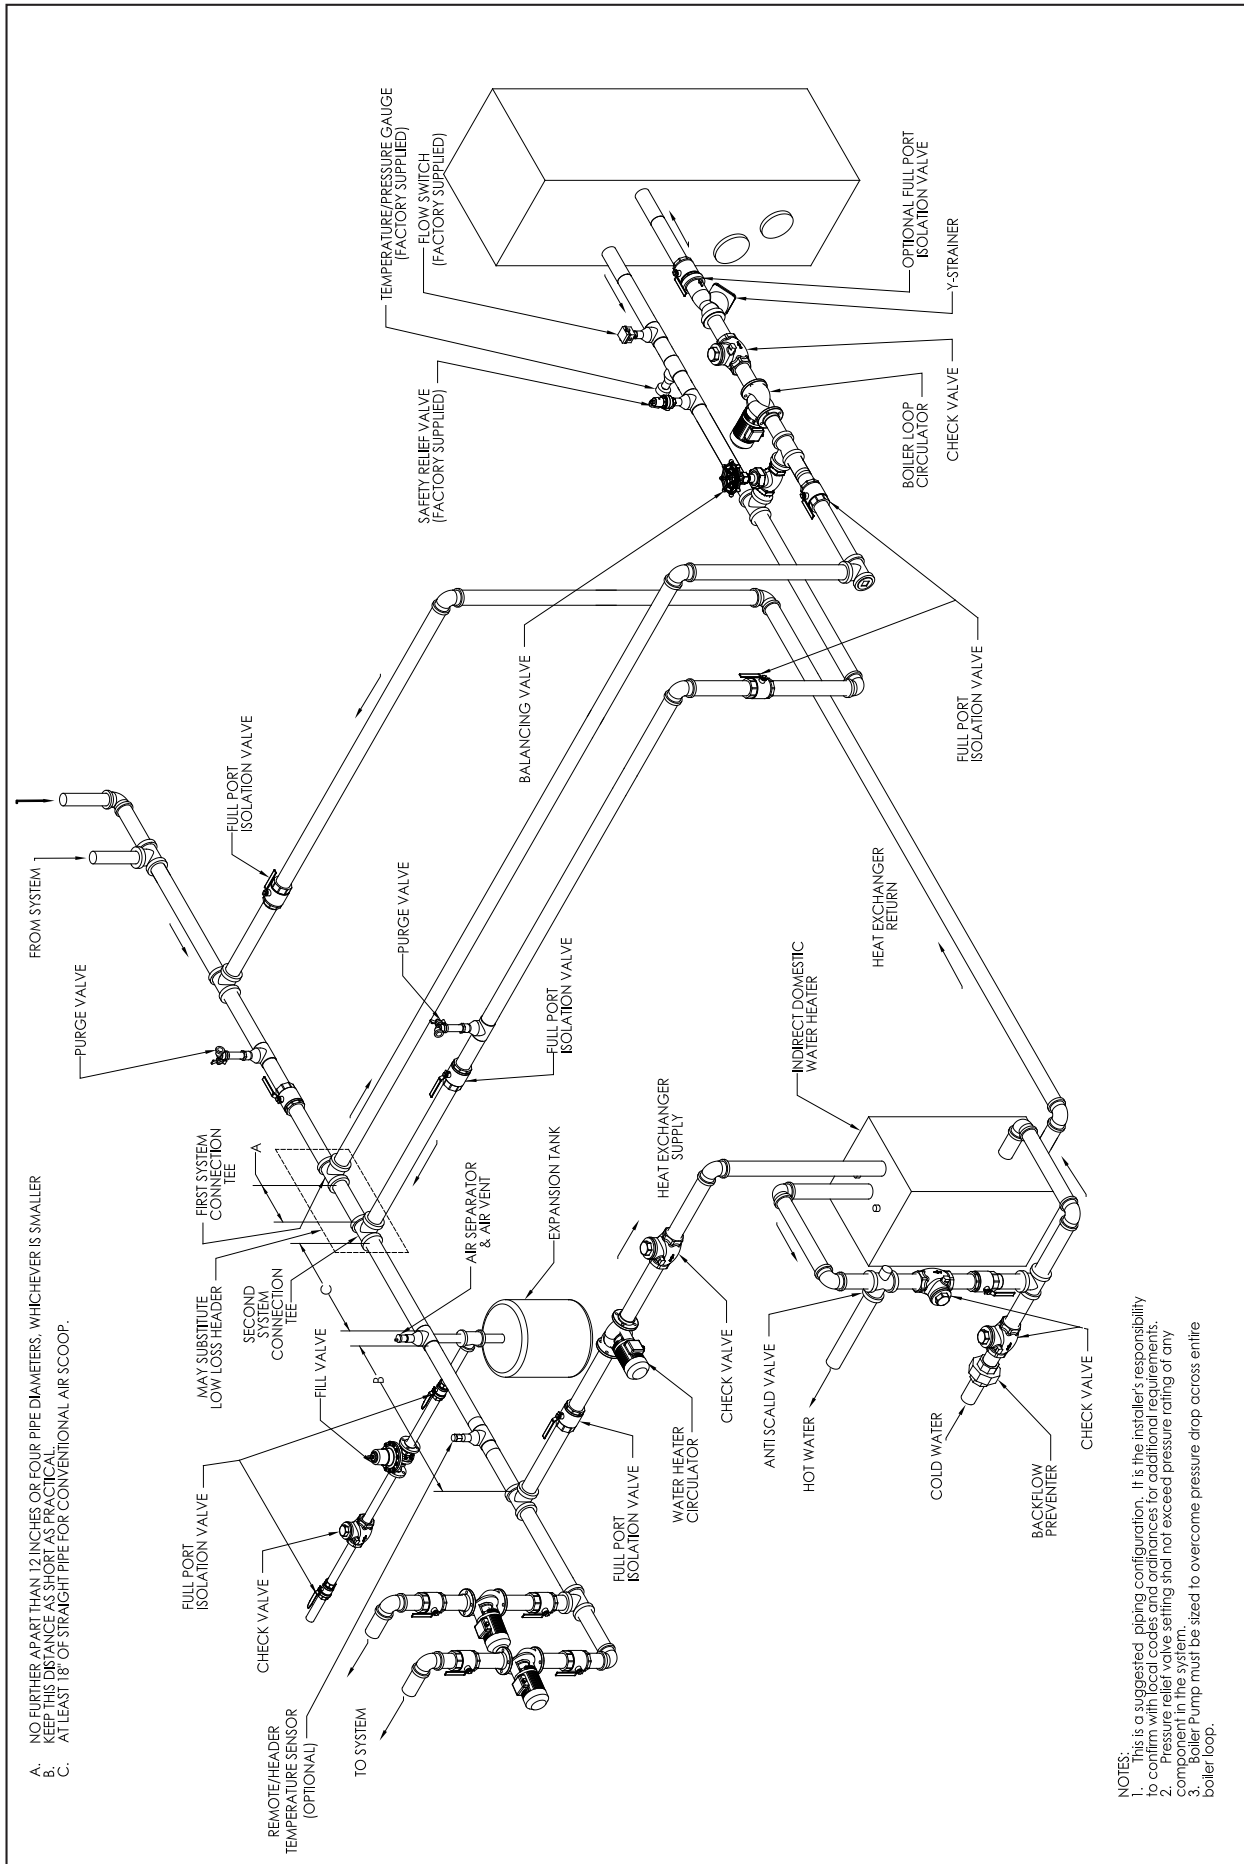 A. NO FURTHER APART THAN 12 INCHES OR FOUR PIPE DIAMETERS, WHICHEVER IS SMALLER
B. KEEP THIS DISTANCE AS SHORT AS PRACTICAL.
C. AT LEAST 18" OF STRAIGHT PIPE FOR CONVENTIONAL AIR SCOOP.
FROM SYSTEM
PURGE VALVE
FULL PORT
ISOLATION VALVE
TEMPERATURE/PRESSURE GAUGE
(FACTORY SUPPLIED)
FLOW SWITCH
(FACTORY SUPPLIED)
SAFETY RELIEF VALVE
(FACTORY SUPPLIED)
FIRST SYSTEM
CONNECTION
TEE
A
MAY SUBSTITUTE
LOW LOSS HEADER
SECOND
SYSTEM
CONNECTION
TEE
C
FILL VALVE
B
FULL PORT
ISOLATION VALVE
CHECK VALVE
REMOTE/HEADER
TEMPERATURE SENSOR
(OPTIONAL)
TO SYSTEM
AIR SEPARATOR
& AIR VENT
EXPANSION TANK
PURGE VALVE
FULL PORT
ISOLATION VALVE
BALANCING VALVE
HEAT EXCHANGER
SUPPLY
CHECK VALVE
WATER HEATER
CIRCULATOR
FULL PORT
ISOLATION VALVE
INDIRECT DOMESTIC
WATER HEATER
HEAT EXCHANGER
RETURN
ANTI SCALD VALVE
HOT WATER
COLD WATER
BACKFLOW
PREVENTER
CHECK VALVE
FULL PORT
ISOLATION VALVE
BOILER LOOP
CIRCULATOR
CHECK VALVE
Y-STRAINER
OPTIONAL FULL PORT
ISOLATION VALVE
NOTES:
1. This is a suggested piping configuration. It is the installer's responsibility
to confirm with local codes and ordinances for additional requirements.
2. Pressure relief valve setting shall not exceed pressure rating of any
component in the system.
3. Boiler Pump must be sized to overcome pressure drop across entire
boiler loop.